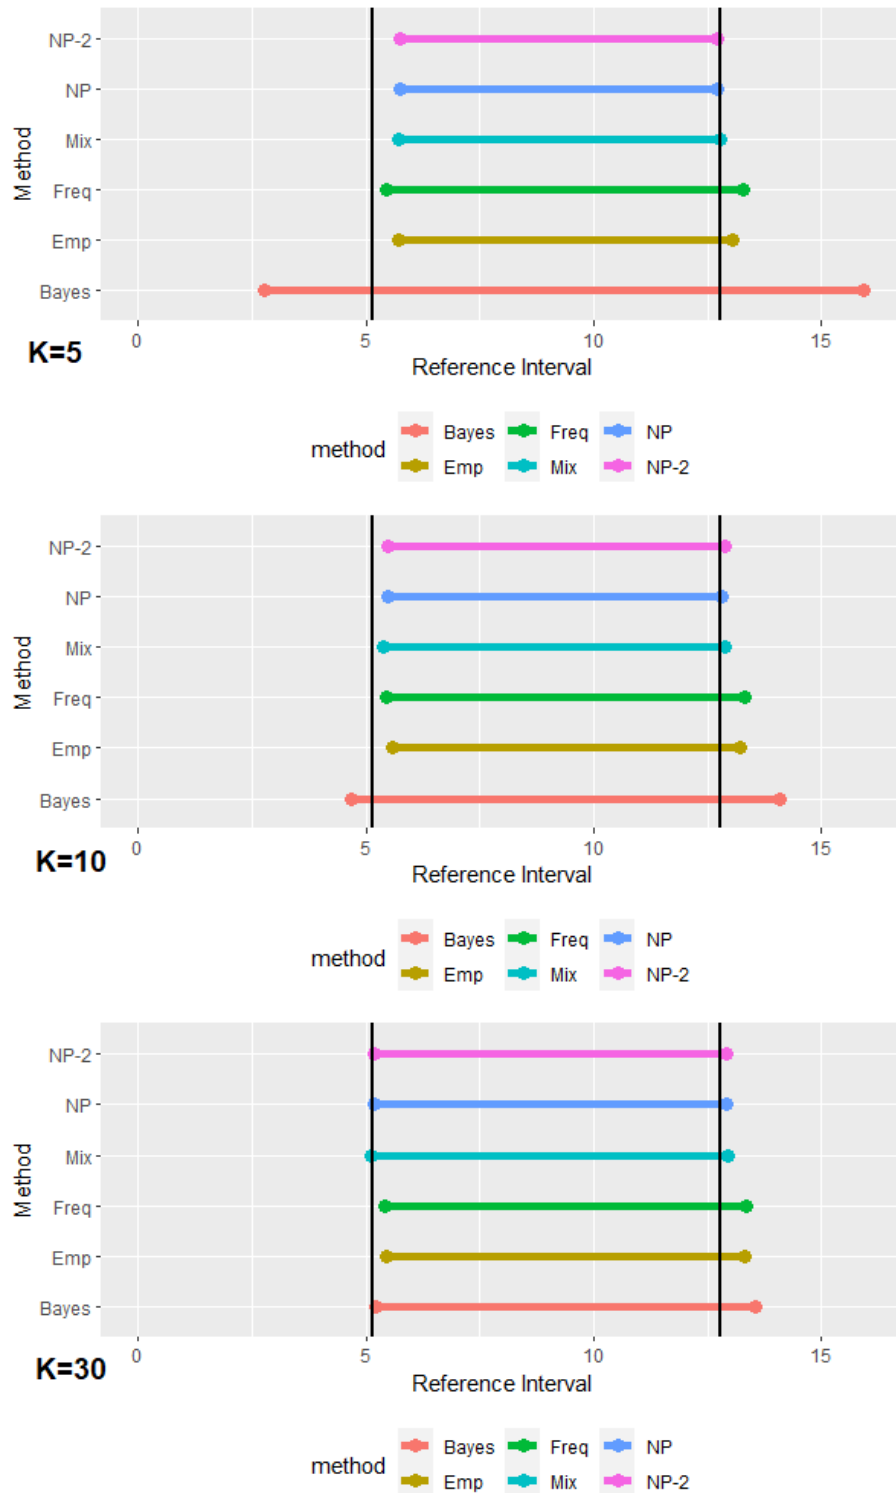 NP-2
NP
Mix
Freq
Emp
Bayes
Method
0 5 10 15
K=5
Reference Interval
method Bayes Freq NP
Emp Mix NP-2
NP-2
NP
Mix
Freq
Emp
Bayes
Method
0 5 10 15
K=10
Reference Interval
method Bayes Freq NP
Emp Mix NP-2
NP-2
NP
Mix
Freq
Emp
Bayes
Method
0 5 10 15
K=30
Reference Interval
method Bayes Freq NP
Emp Mix NP-2